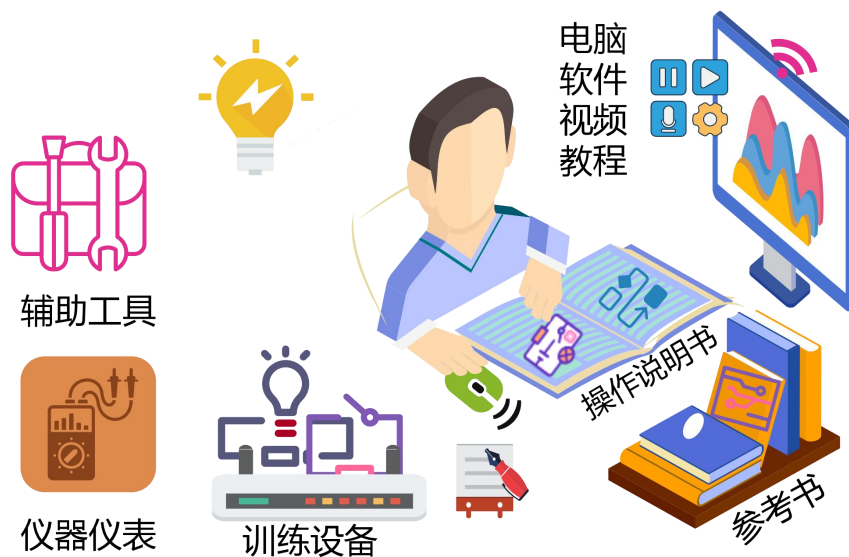 电脑
软件
视频
教程
辅助工具
操作说明书
仪器仪表
训练设备
参考书